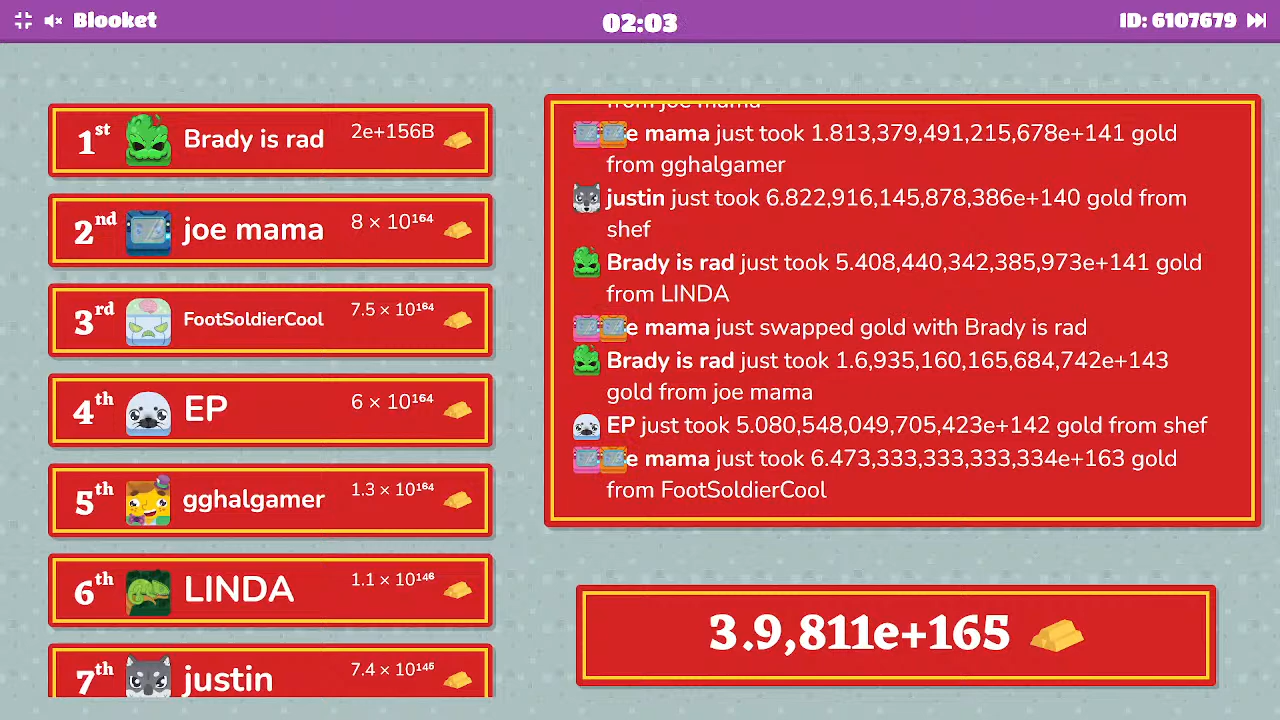 Blooket
02:03
ID: 6107679
1st Brady is rad 2e+156B
2nd joe mama 8 × 10¹⁶⁴
3rd FootSoldierCool 7.5 × 10¹⁶⁴
4th EP 6 × 10¹⁶⁴
5th gghalgamer 1.3 × 10¹⁶⁴
6th LINDA 1.1 × 10¹⁴⁶
7th justin 7.4 × 10¹⁴⁵
from joe mama
e mama just took 1.813,379,491,215,678e+141 gold
from gghalgamer
justin just took 6.822,916,145,878,386e+140 gold from
shef
Brady is rad just took 5.408,440,342,385,973e+141 gold
from LINDA
e mama just swapped gold with Brady is rad
Brady is rad just took 1.6,935,160,165,684,742e+143
gold from joe mama
EP just took 5.080,548,049,705,423e+142 gold from shef
e mama just took 6.473,333,333,333,334e+163 gold
from FootSoldierCool
3.9,811e+165